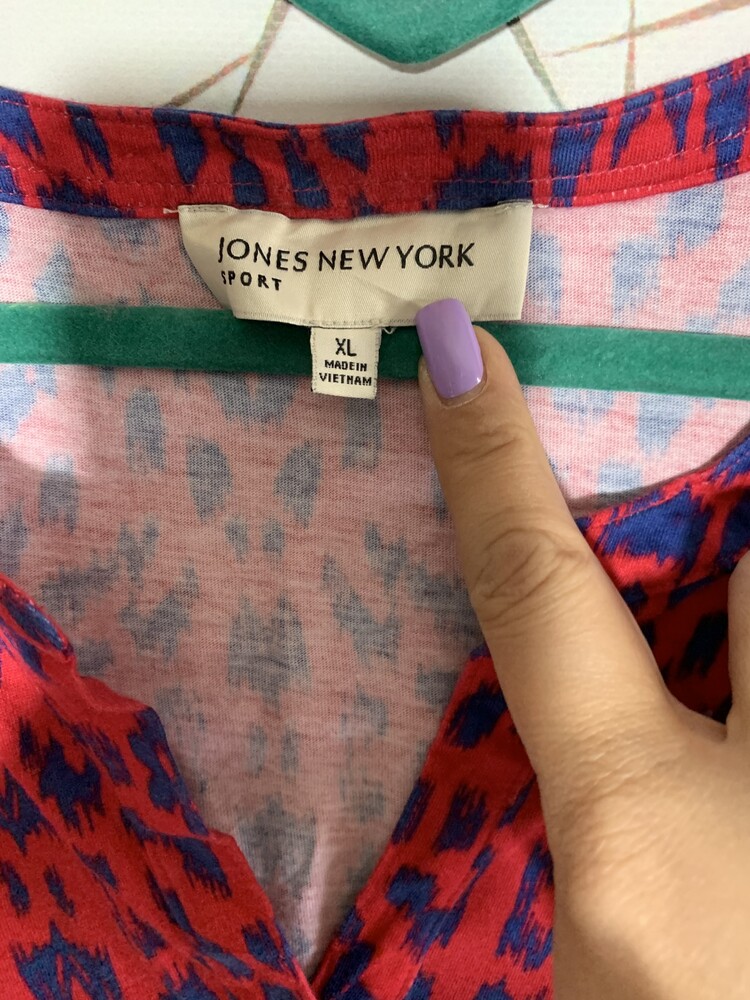 JONES NEW YORK
SPORT
XL
MADE IN
VIETNAM